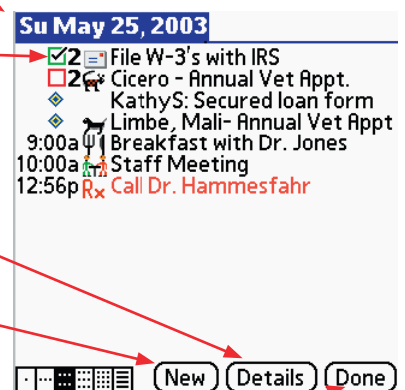 Su May 25, 2003
2 File W-3's with IRS
2 Cicero - Annual Vet Appt.
KathyS: Secured loan form
Limbe, Mali- Annual Vet Appt
9:00a Breakfast with Dr. Jones
10:00a Staff Meeting
12:56p Rx Call Dr. Hammesfahr
New Details Done